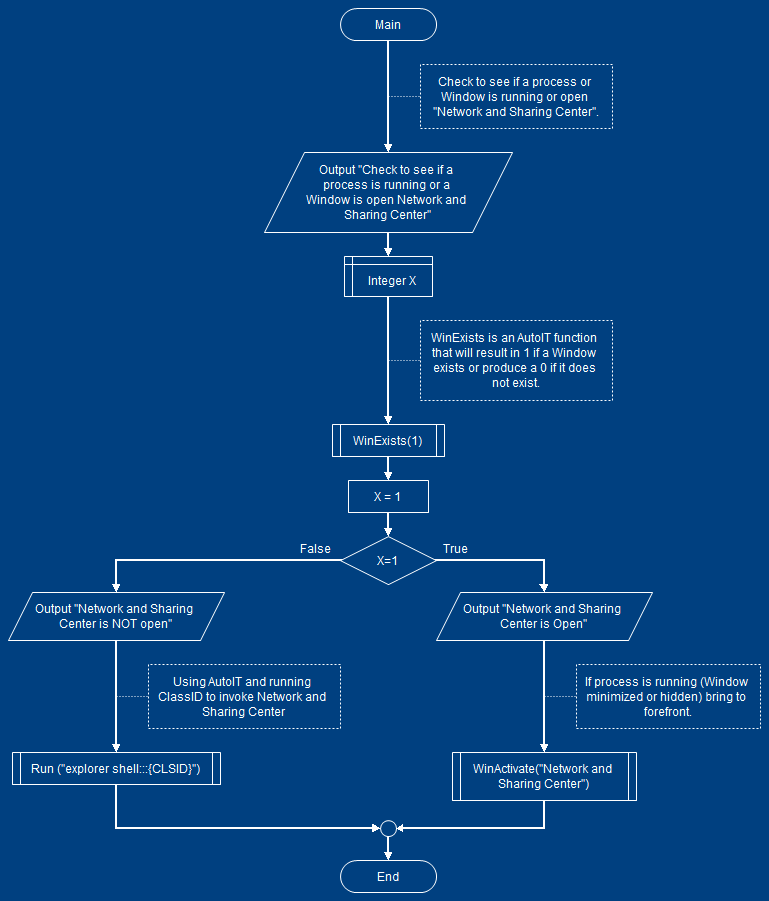 Main
Check to see if a process or
Window is running or open
"Network and Sharing Center".
Output "Check to see if a
process is running or a
Window is open Network and
Sharing Center"
Integer X
WinExists is an AutoIT function
that will result in 1 if a Window
exists or produce a 0 if it does
not exist.
WinExists(1)
X = 1
X=1
False
True
Output "Network and Sharing
Center is NOT open"
Output "Network and Sharing
Center is Open"
Using AutoIT and running
ClassID to invoke Network and
Sharing Center
If process is running (Window
minimized or hidden) bring to
forefront.
Run ("explorer shell:::{CLSID}")
WinActivate("Network and
Sharing Center")
End